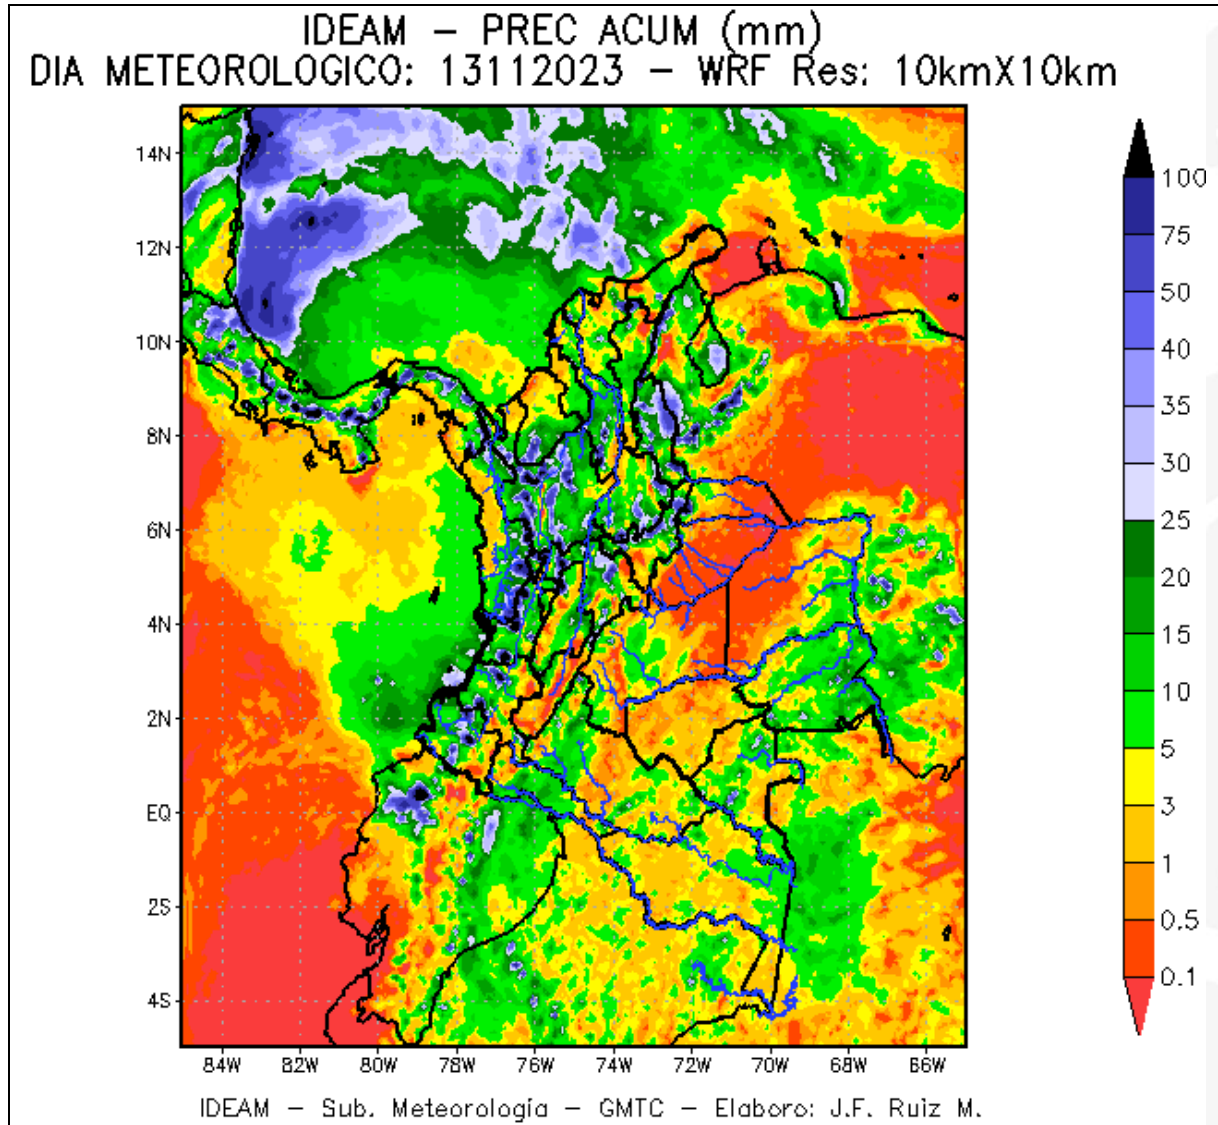 IDEAM – PREC ACUM (mm)
DIA METEOROLOGICO: 13112023 – WRF Res: 10kmX10km
14N
12N
10N
8N
6N
4N
2N
EQ
2S
4S
84W 82W 80W 78W 76W 74W 72W 70W 68W 66W
100
75
50
40
35
30
25
20
15
10
5
3
1
0.5
0.1
IDEAM – Sub. Meteorología – GMTC – Elaboro: J.F. Ruiz M.